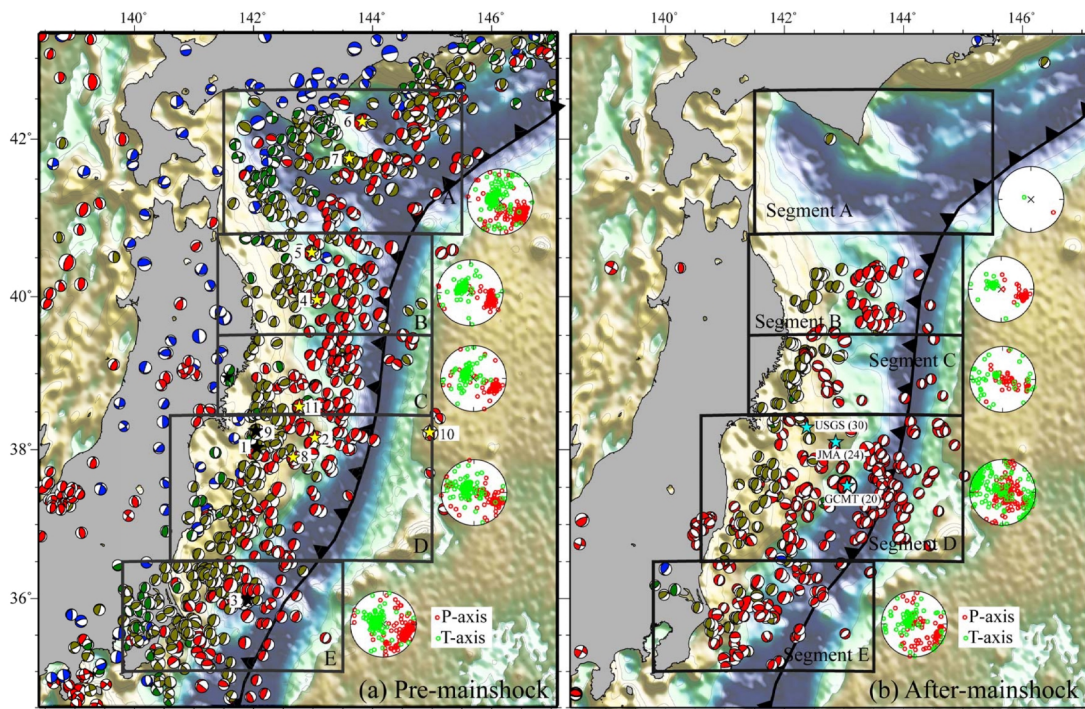 140° 142° 144° 146° 140° 142° 144° 146°
42°
40°
38°
36°
6
7
A
5
4
B
C
11
9
1
2
8
10
D
3
E
P-axis
T-axis
(a) Pre-mainshock
Segment A
Segment B
Segment C
USGS (30)
JMA (24)
GCMT (20)
Segment D
P-axis
T-axis
Segment E
(b) After-mainshock